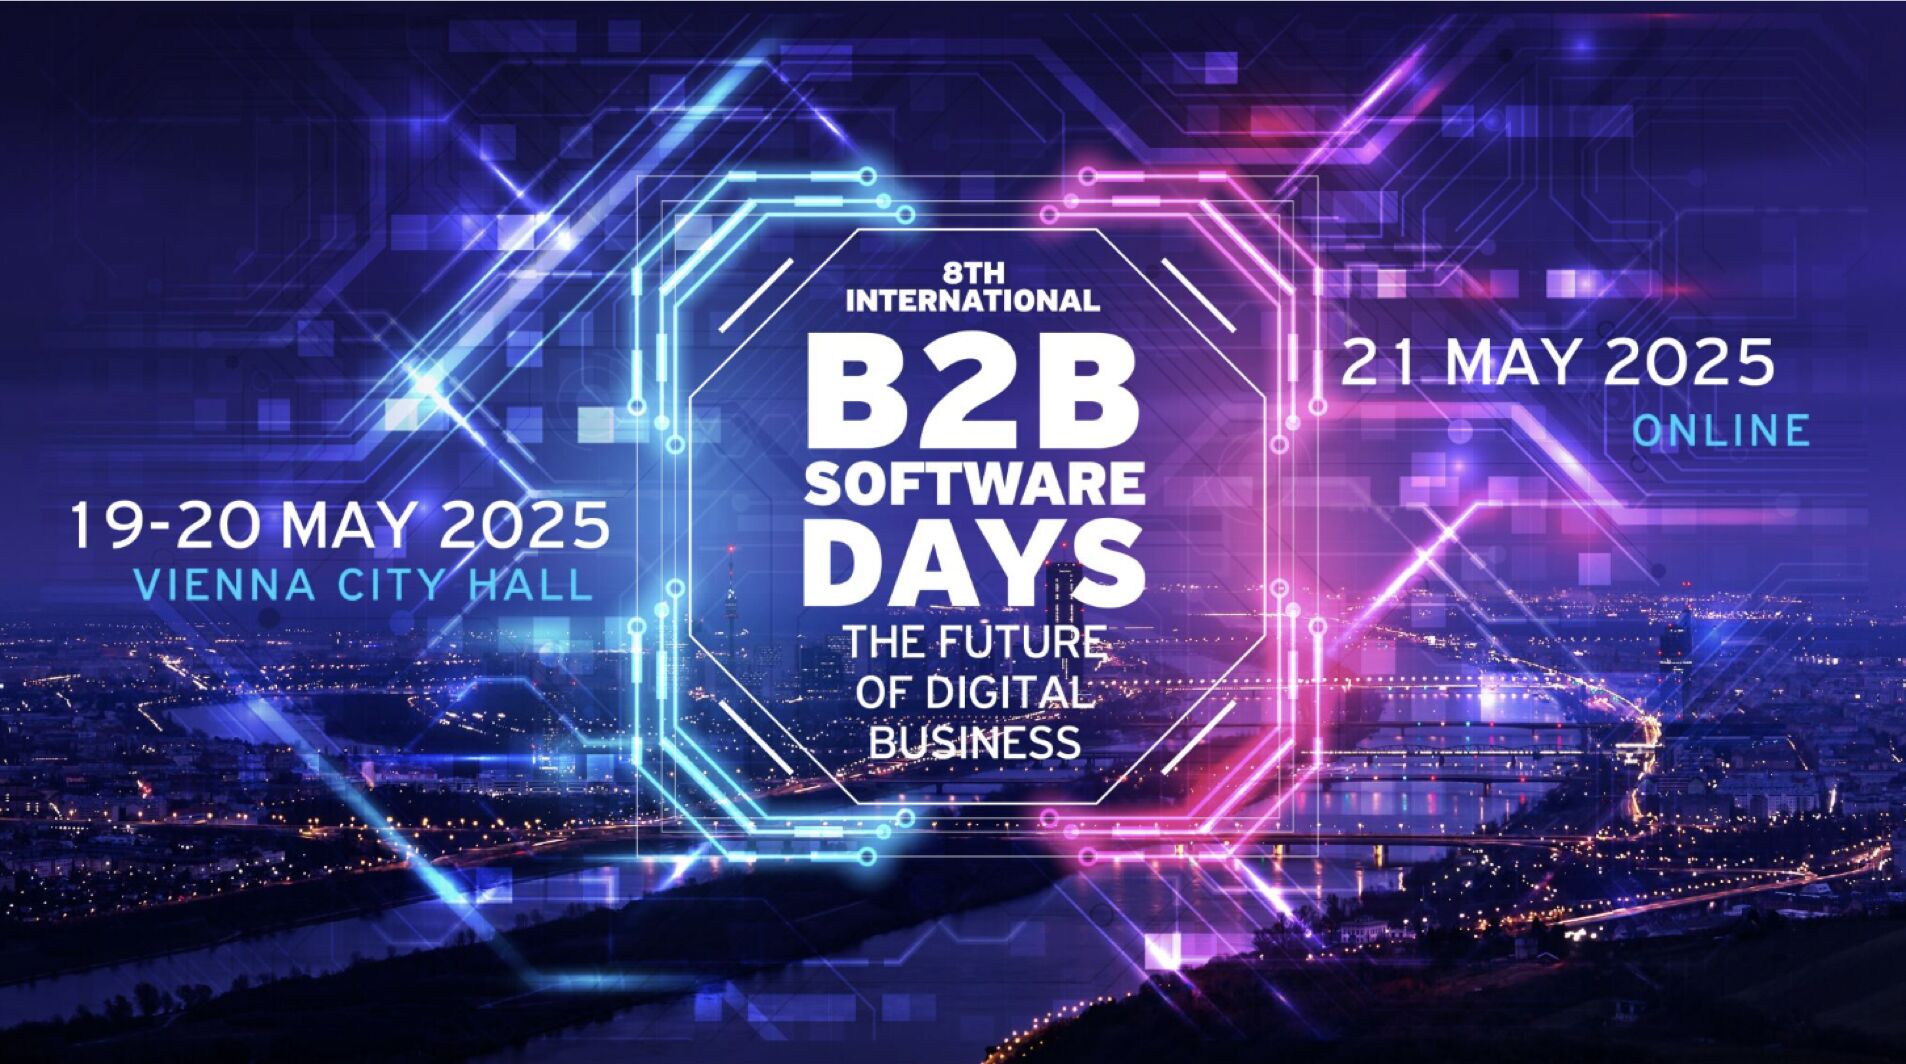 8TH
INTERNATIONAL
B2B
SOFTWARE
DAYS
THE FUTURE
OF DIGITAL
BUSINESS
19-20 MAY 2025
VIENNA CITY HALL
21 MAY 2025
ONLINE